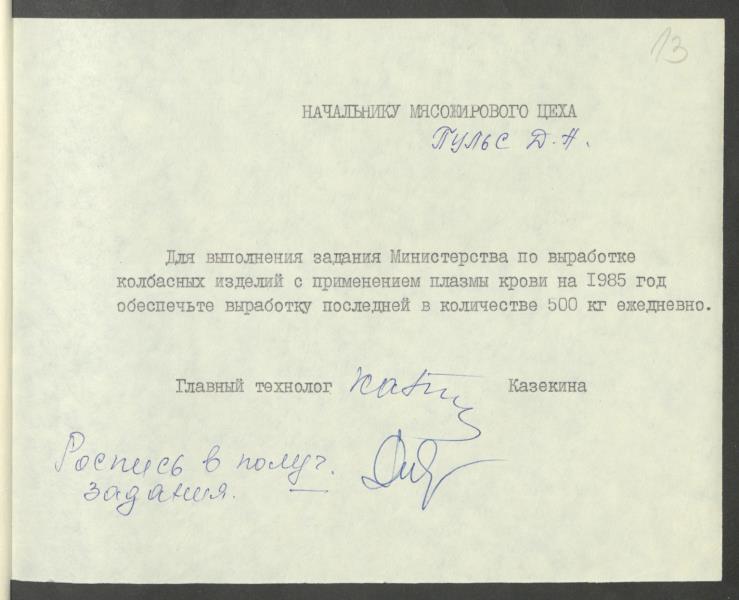 13
НАЧАЛЬНИКУ МЯСОЖИРОВОГО ЦЕХА
Пульс Д.А.
Для выполнения задания Министерства по выработке
колбасных изделий с применением плазмы крови на 1985 год
обеспечьте выработку последней в количестве 500 кг ежедневно.
Главный технолог Казекина
Роспись в получ.
задания. —